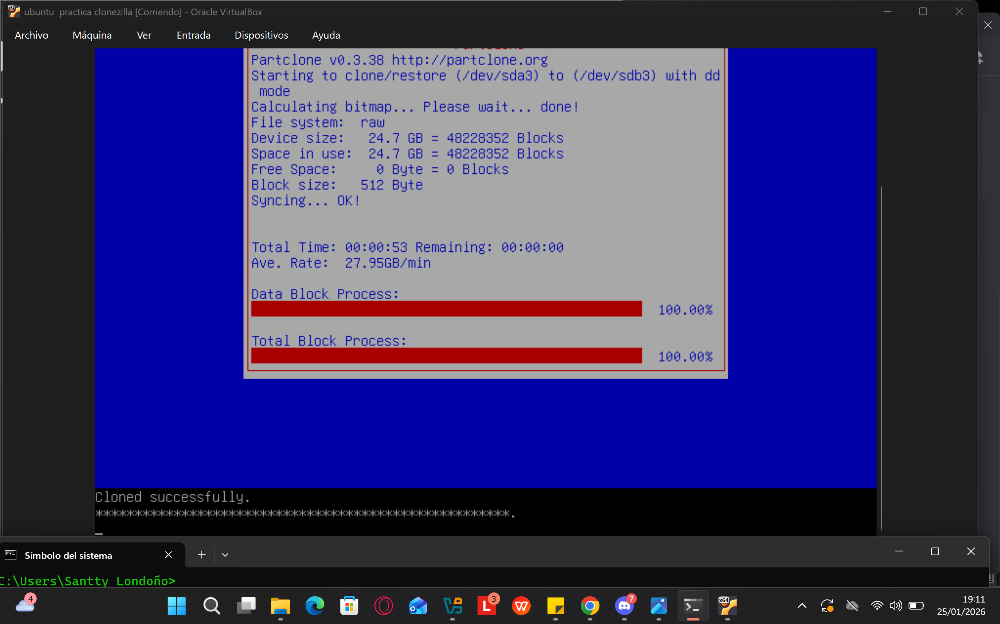 ubuntu  practica clonezilla [Corriendo] - Oracle VirtualBox
Archivo Máquina Ver Entrada Dispositivos Ayuda
Partclone v0.3.38 http://partclone.org
Starting to clone/restore (/dev/sda3) to (/dev/sdb3) with dd
mode
Calculating bitmap... Please wait... done!
File system:  raw
Device size:   24.7 GB = 48228352 Blocks
Space in use:  24.7 GB = 48228352 Blocks
Free Space:     0 Byte = 0 Blocks
Block size:   512 Byte
Syncing... OK!
Total Time: 00:00:53 Remaining: 00:00:00
Ave. Rate:  27.95GB/min
Data Block Process:
100.00%
Total Block Process:
100.00%
Cloned successfully.
*****************************************************.
Símbolo del sistema
C:\Users\Santty Londoño>
4
3
7
x64
19:11
25/01/2026